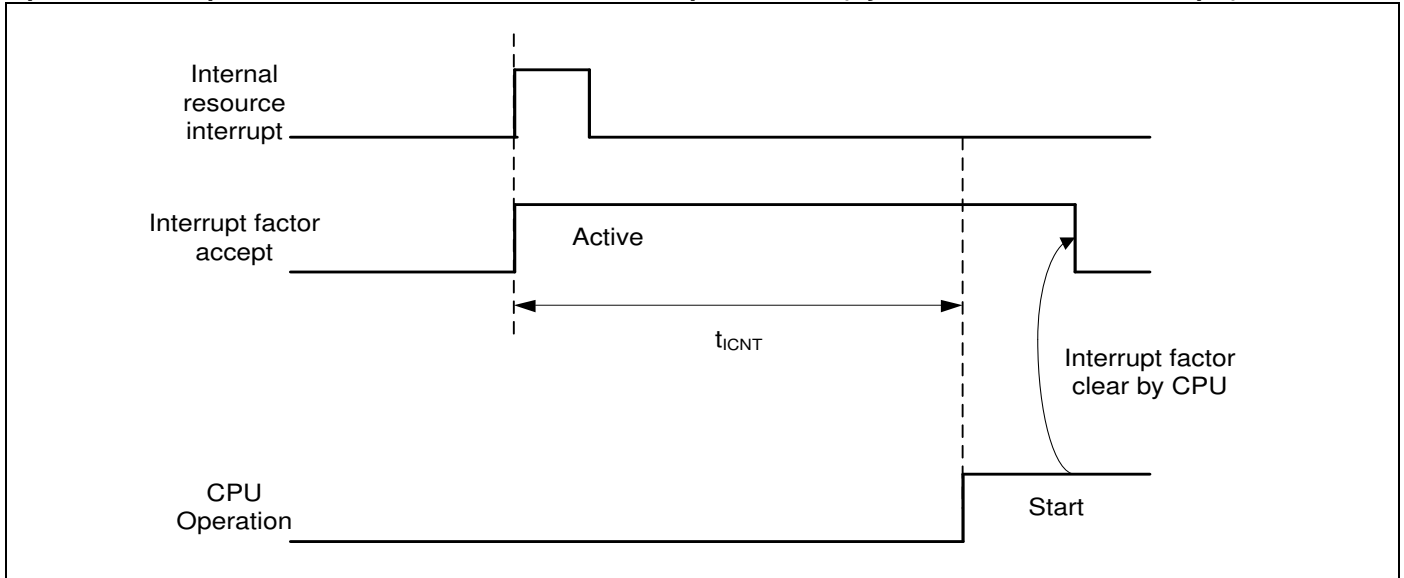 Internal
resource
interrupt
Interrupt factor
accept
Active
tICNT
Interrupt factor
clear by CPU
CPU
Operation
Start